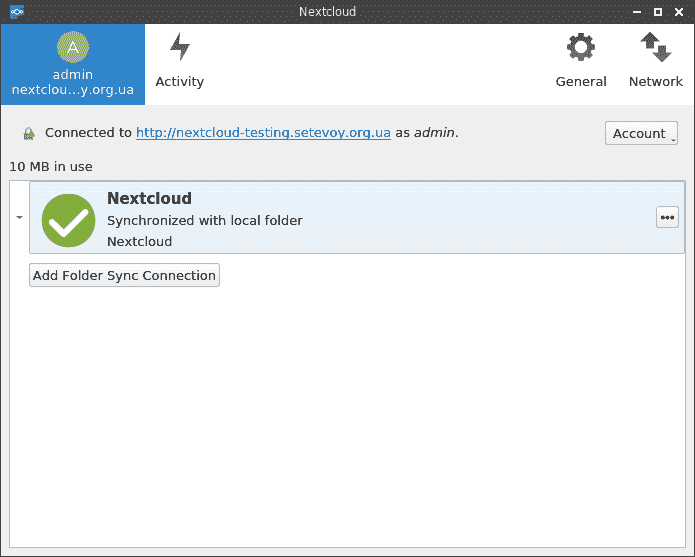 Nextcloud
A
admin
nextclou...y.org.ua
Activity
General
Network
Connected to http://nextcloud-testing.setevoy.org.ua as admin.
Account
10 MB in use
Nextcloud
Synchronized with local folder
Nextcloud
Add Folder Sync Connection